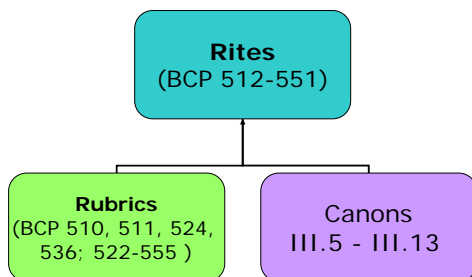 Rites
(BCP 512-551)
Rubrics
(BCP 510, 511, 524,
536; 522-555 )
Canons
III.5 - III.13